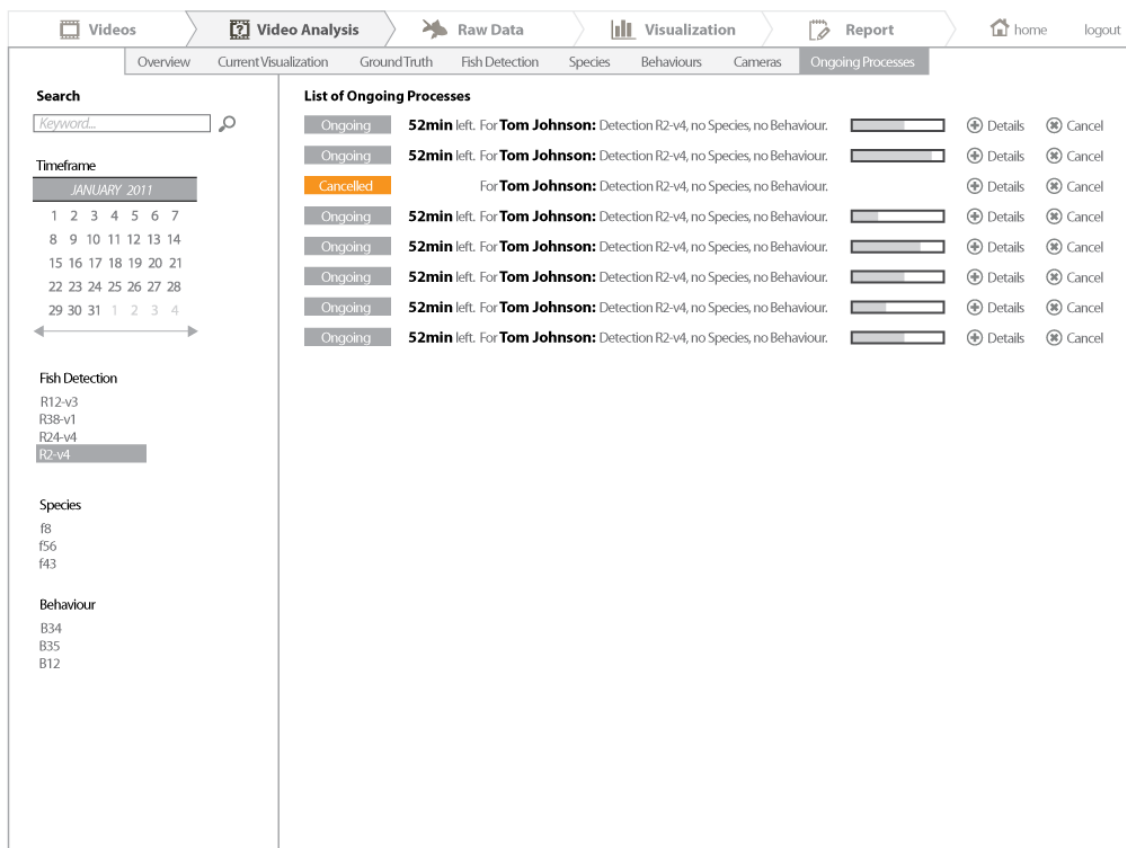 Videos Video Analysis Raw Data Visualization Report home logout
Overview Current Visualization Ground Truth Fish Detection Species Behaviours Cameras Ongoing Processes
Search
Keyword...
Timeframe
JANUARY 2011
1 2 3 4 5 6 7
8 9 10 11 12 13 14
15 16 17 18 19 20 21
22 23 24 25 26 27 28
29 30 31 1 2 3 4
Fish Detection
R12-v3
R38-v1
R24-v4
R2-v4
Species
f8
f56
f43
Behaviour
B34
B35
B12
List of Ongoing Processes
Ongoing 52min left. For Tom Johnson: Detection R2-v4, no Species, no Behaviour. Details Cancel
Ongoing 52min left. For Tom Johnson: Detection R2-v4, no Species, no Behaviour. Details Cancel
Cancelled For Tom Johnson: Detection R2-v4, no Species, no Behaviour. Details Cancel
Ongoing 52min left. For Tom Johnson: Detection R2-v4, no Species, no Behaviour. Details Cancel
Ongoing 52min left. For Tom Johnson: Detection R2-v4, no Species, no Behaviour. Details Cancel
Ongoing 52min left. For Tom Johnson: Detection R2-v4, no Species, no Behaviour. Details Cancel
Ongoing 52min left. For Tom Johnson: Detection R2-v4, no Species, no Behaviour. Details Cancel
Ongoing 52min left. For Tom Johnson: Detection R2-v4, no Species, no Behaviour. Details Cancel